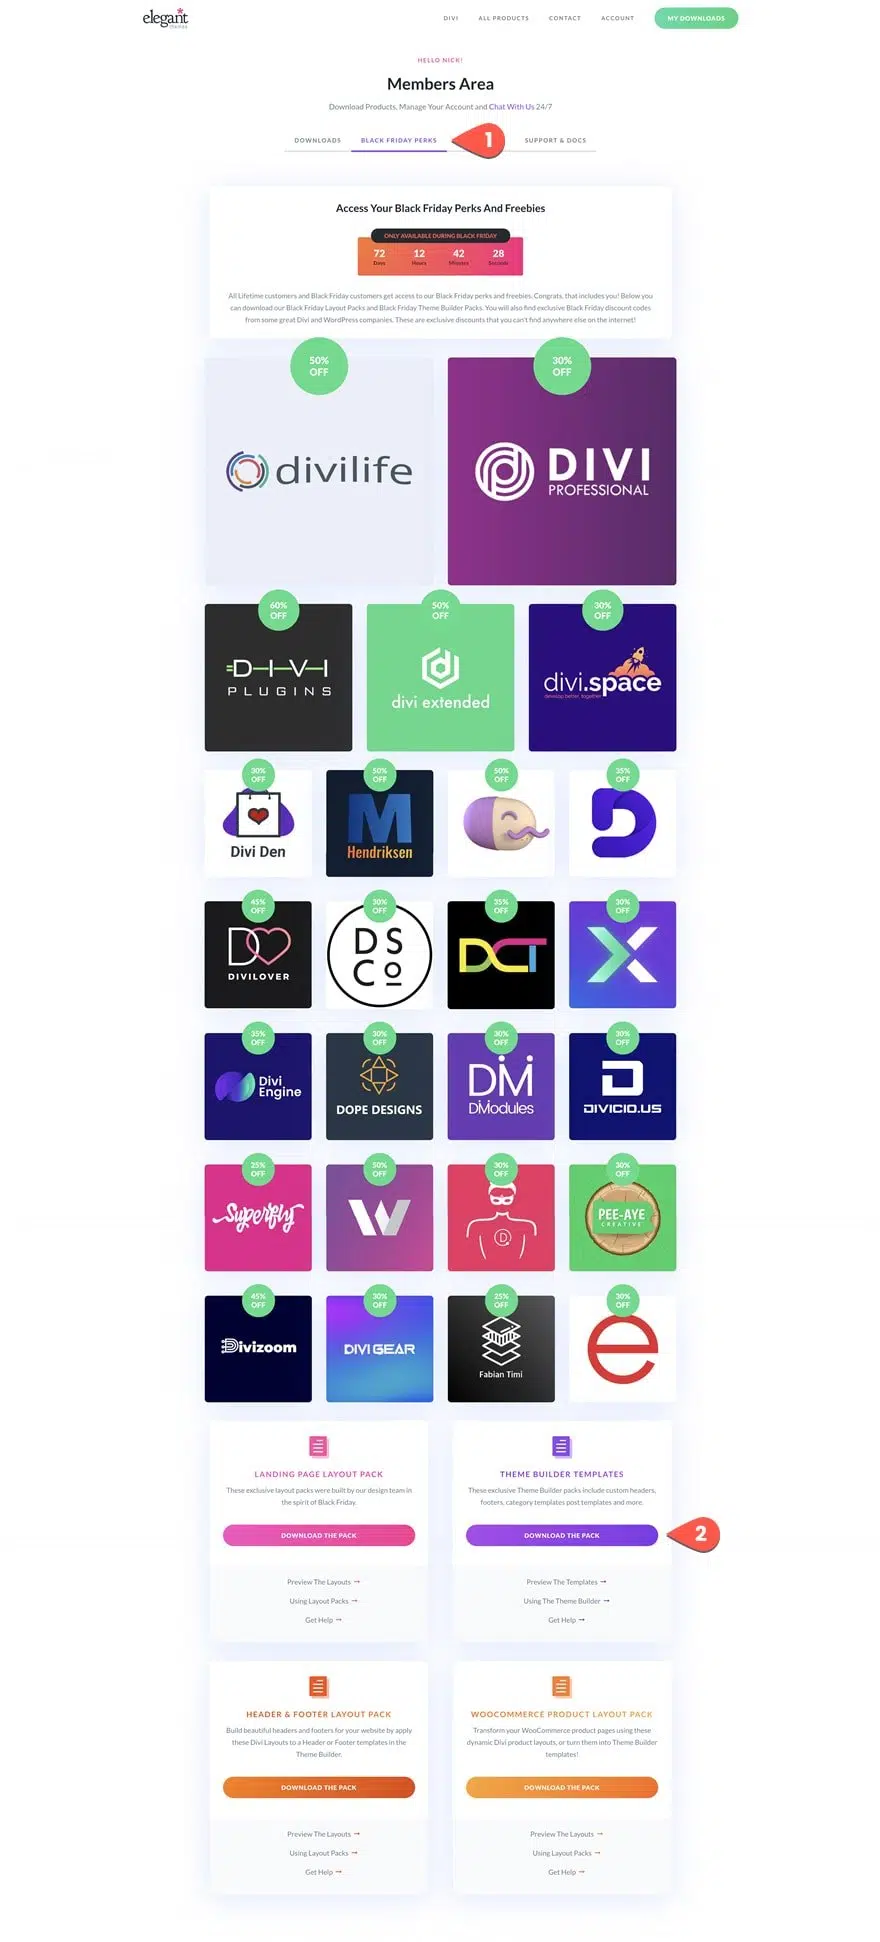 elegant
themes
DIVI
ALL PRODUCTS
CONTACT
ACCOUNT
MY DOWNLOADS
HELLO NICK!
Members Area
Download Products, Manage Your Account and Chat With Us 24/7
DOWNLOADS
BLACK FRIDAY PERKS
1
SUPPORT & DOCS
Access Your Black Friday Perks And Freebies
ONLY AVAILABLE DURING BLACK FRIDAY
72 12 42 28
Days Hours Minutes Seconds
All Lifetime customers and Black Friday customers get access to our Black Friday perks and freebies. Congrats, that includes you! Below you
can download our Black Friday Layout Packs and Black Friday Theme Builder Packs. You will also find exclusive Black Friday discount codes
from some great Divi and WordPress companies. These are exclusive discounts that you can't find anywhere else on the internet!
50%
OFF
divilife
30%
OFF
DIVI
PROFESSIONAL
60%
OFF
DIVI
PLUGINS
50%
OFF
divi extended
30%
OFF
divi.space
develop better, together
30%
OFF
Divi Den
50%
OFF
M
Hendriksen
50%
OFF
35%
OFF
D
45%
OFF
D
DIVILOVER
30%
OFF
DS
Co
35%
OFF
DCT
30%
OFF
X
35%
OFF
Divi
Engine
30%
OFF
DOPE DESIGNS
30%
OFF
DM
DiModules
30%
OFF
D
DIVICIO.US
25%
OFF
Superfly
50%
OFF
W
30%
OFF
D
30%
OFF
PEE-AYE
CREATIVE
45%
OFF
Divizoom
30%
OFF
DIVI GEAR
25%
OFF
Fabian Timi
30%
OFF
e
LANDING PAGE LAYOUT PACK
These exclusive layout packs were built by our design team in
the spirit of Black Friday.
DOWNLOAD THE PACK
Preview The Layouts →
Using Layout Packs →
Get Help →
THEME BUILDER TEMPLATES
These exclusive Theme Builder packs include custom headers,
footers, category templates post templates and more.
DOWNLOAD THE PACK
2
Preview The Templates →
Using The Theme Builder →
Get Help →
HEADER & FOOTER LAYOUT PACK
Build beautiful headers and footers for your website by apply
these Divi Layouts to a Header or Footer templates in the
Theme Builder.
DOWNLOAD THE PACK
Preview The Layouts →
Using Layout Packs →
Get Help →
WOOCOMMERCE PRODUCT LAYOUT PACK
Transform your WooCommerce product pages using these
dynamic Divi product layouts, or turn them into Theme Builder
templates!
DOWNLOAD THE PACK
Preview The Layouts →
Using Layout Packs →
Get Help →